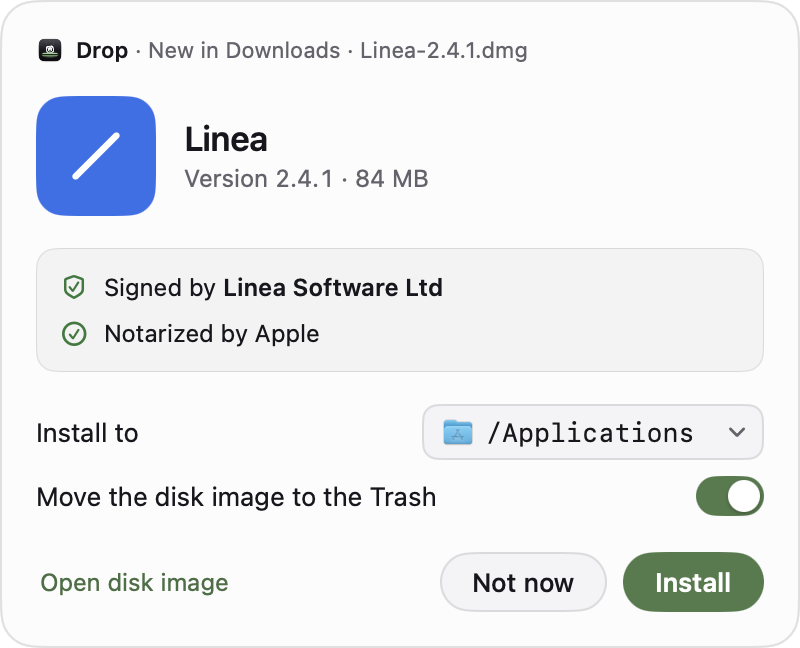 Drop · New in Downloads · Linea-2.4.1.dmg
Linea
Version 2.4.1 · 84 MB
Signed by Linea Software Ltd
Notarized by Apple
Install to
/Applications
Move the disk image to the Trash
Open disk image
Not now
Install